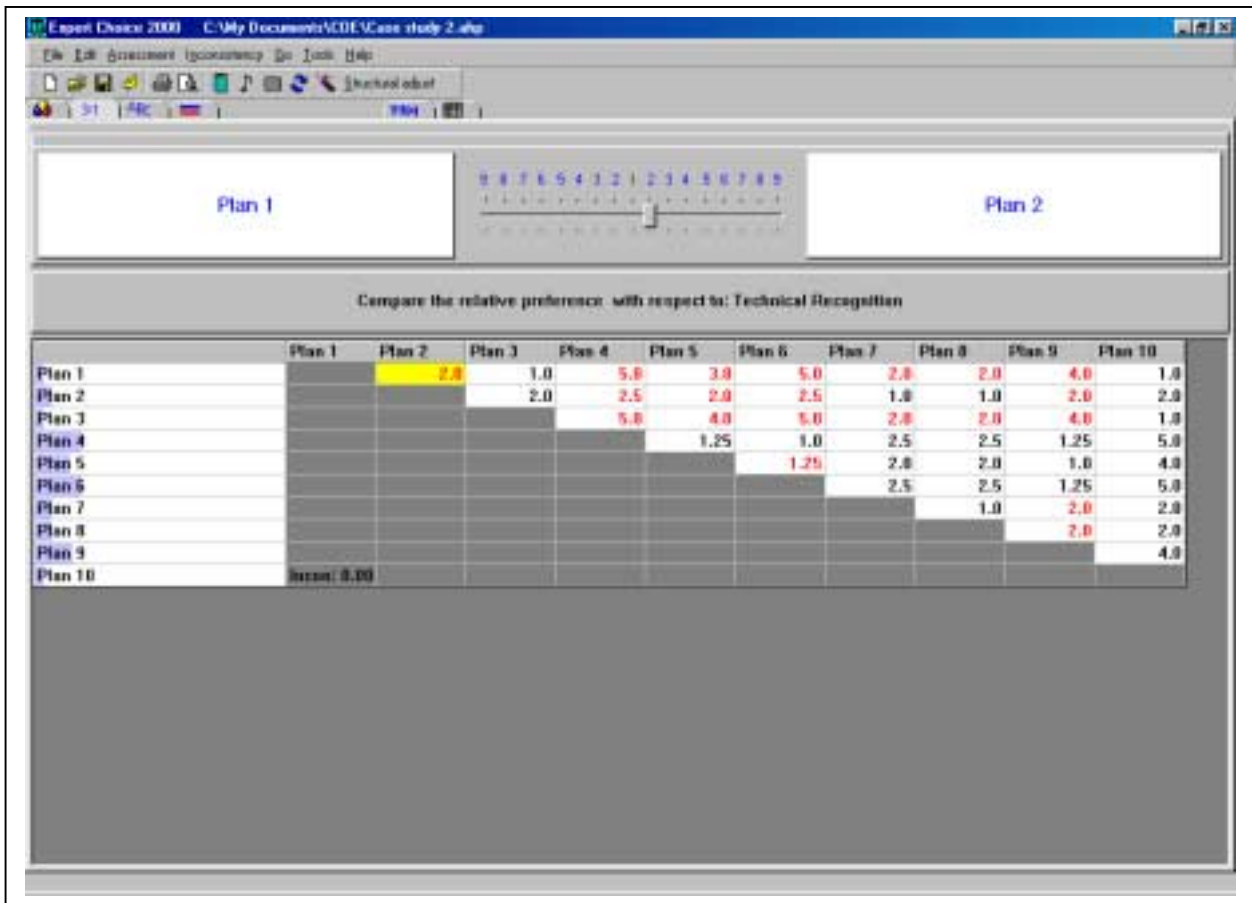 Expert Choice 2000 C:\My Documents\CDE\Case study 2.ahp
File Edit Assessment Inconsistency Go Tools Help
Structural adjust
3:1 ABC
Plan 1
9 8 7 6 5 4 3 2 1 2 3 4 5 6 7 8 9
Plan 2
Compare the relative preference with respect to: Technical Recognition
Plan 1 Plan 2 Plan 3 Plan 4 Plan 5 Plan 6 Plan 7 Plan 8 Plan 9 Plan 10
Plan 1 2.0 1.0 5.0 3.0 5.0 2.0 2.0 4.0 1.0
Plan 2 2.0 2.5 2.0 2.5 1.0 1.0 2.0 2.0
Plan 3 5.0 4.0 5.0 2.0 2.0 4.0 1.0
Plan 4 1.25 1.0 2.5 2.5 1.25 5.0
Plan 5 1.25 2.0 2.0 1.0 4.0
Plan 6 2.5 2.5 1.25 5.0
Plan 7 1.0 2.0 2.0
Plan 8 2.0 2.0
Plan 9 4.0
Plan 10 Incon: 0.00